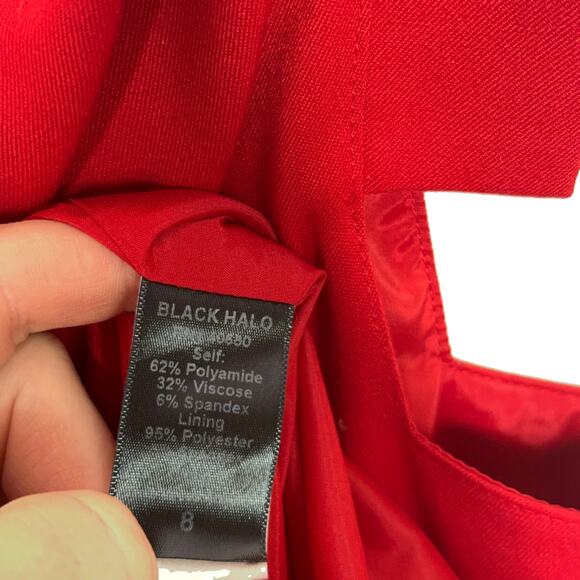 BLACK HALO
Self:
62% Polyamide
32% Viscose
6% Spandex
Lining
95% Polyester
8